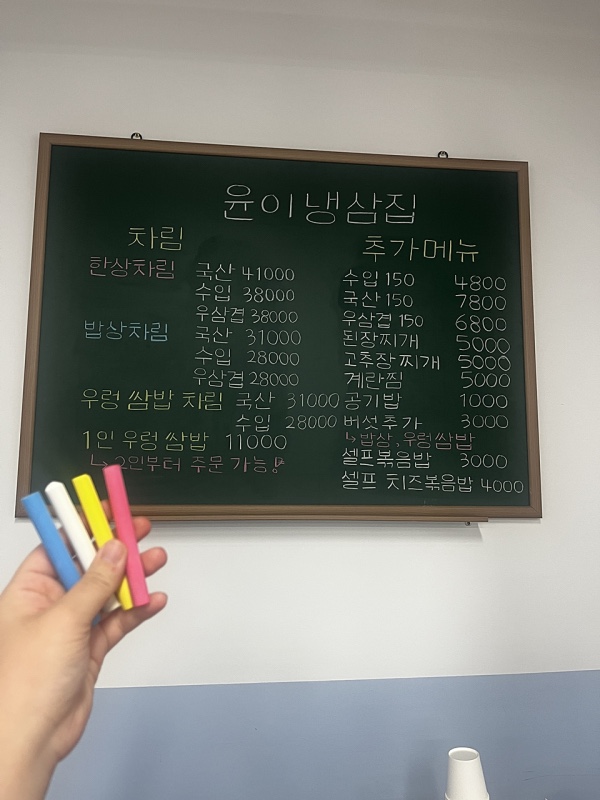 윤이냉삼집
차림
한상차림 국산 41000
수입 38000
우삼겹 38000
밥상차림 국산 31000
수입 28000
우삼겹 28000
우렁 쌈밥 차림 국산 31000
수입 28000
1인 우렁 쌈밥 11000
↳ 2인부터 주문 가능!
추가메뉴
수입 150 4800
국산 150 7800
우삼겹 150 6800
된장찌개 5000
고추장 찌개 5000
계란찜 5000
공기밥 1000
버섯추가 3000
↳ 밥상, 우렁쌈밥
셀프볶음밥 3000
셀프 치즈볶음밥 4000